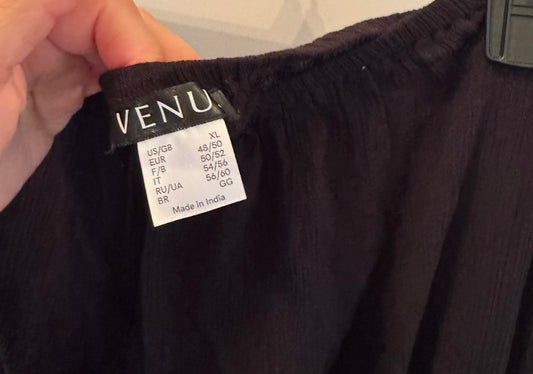 VENU
US/GB XL
EUR 48/50
F/B 50/52
IT 54/56
RU/UA 56/60
BR GG
Made in India